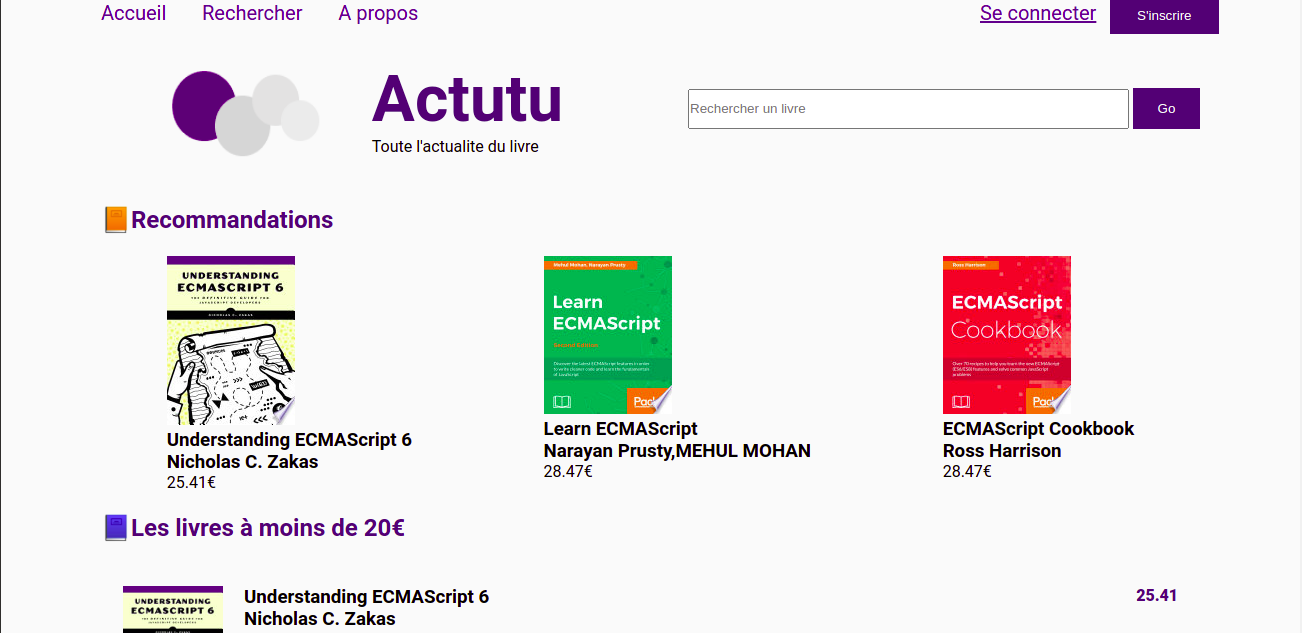 Accueil Rechercher A propos Se connecter S'inscrire
Actutu
Toute l'actualite du livre
Rechercher un livre Go
Recommandations
UNDERSTANDING
ECMASCRIPT 6
THE DEFINITIVE GUIDE FOR
JAVASCRIPT DEVELOPERS
NICHOLAS C. ZAKAS
Understanding ECMAScript 6
Nicholas C. Zakas
25.41€
Mehul Mohan, Narayan Prusty
Learn
ECMAScript
Second Edition
Discover the latest ECMAScript features in order
to write cleaner code and learn the fundamentals
of JavaScript
Pack
Learn ECMAScript
Narayan Prusty,MEHUL MOHAN
28.47€
Ross Harrison
ECMAScript
Cookbook
Over 70 recipes to help you learn the new ECMAScript
(ES6/ES8) features and solve common JavaScript
problems
Pack
ECMAScript Cookbook
Ross Harrison
28.47€
Les livres à moins de 20€
UNDERSTANDING
ECMASCRIPT 6
THE DEFINITIVE GUIDE FOR
JAVASCRIPT DEVELOPERS
NICHOLAS C. ZAKAS
Understanding ECMAScript 6
Nicholas C. Zakas
25.41